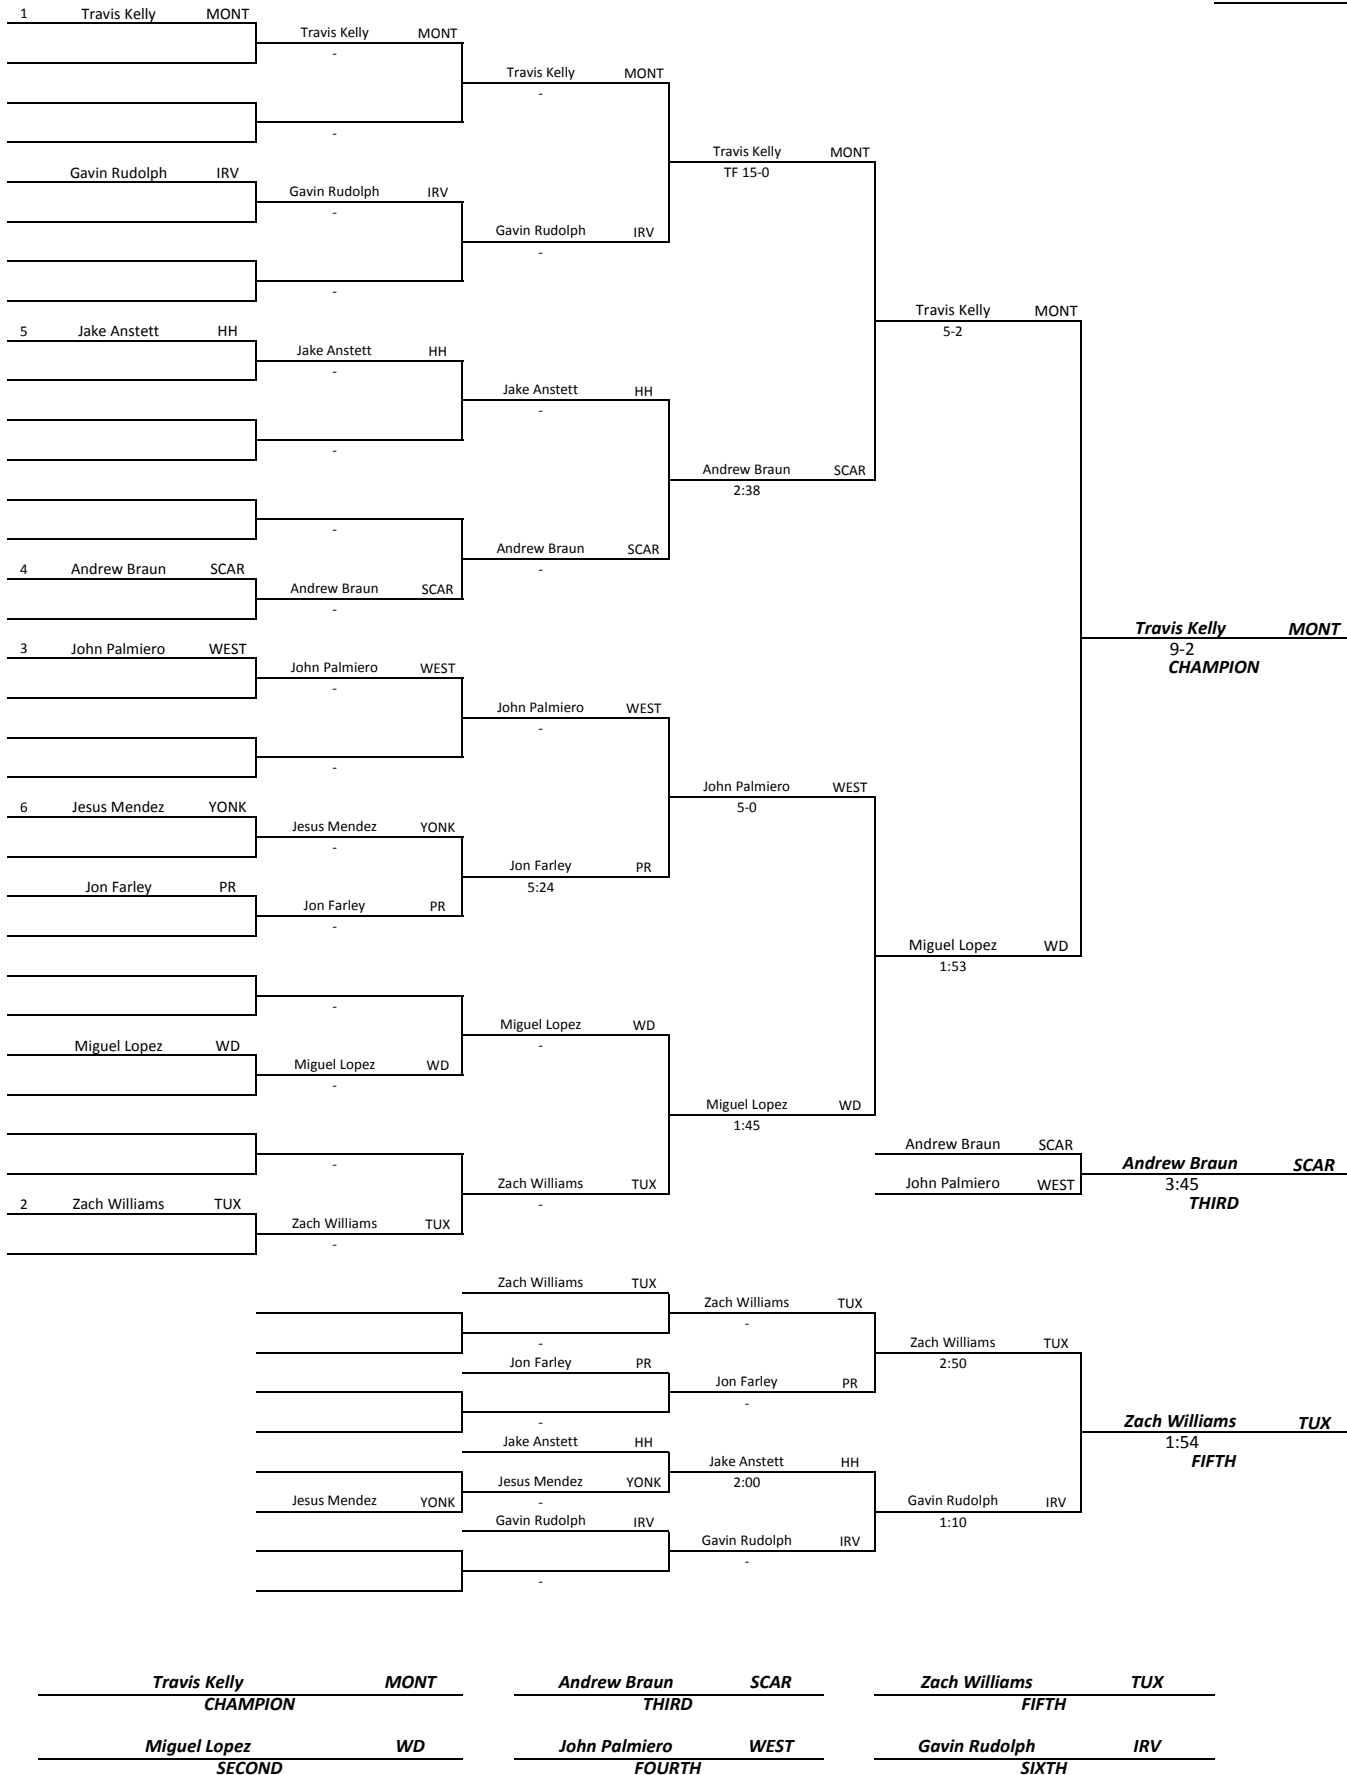 1 Travis Kelly MONT
Travis Kelly MONT
-
Travis Kelly MONT
-
-
Travis Kelly MONT
TF 15-0
Gavin Rudolph IRV
Gavin Rudolph IRV
-
Gavin Rudolph IRV
-
-
Travis Kelly MONT
5-2
5 Jake Anstett HH
Jake Anstett HH
-
Jake Anstett HH
-
-
Andrew Braun SCAR
2:38
-
Andrew Braun SCAR
-
4 Andrew Braun SCAR
Andrew Braun SCAR
-
Travis Kelly MONT
9-2
CHAMPION
3 John Palmiero WEST
John Palmiero WEST
-
John Palmiero WEST
-
-
John Palmiero WEST
5-0
6 Jesus Mendez YONK
Jesus Mendez YONK
-
Jon Farley PR
5:24
Jon Farley PR
Jon Farley PR
-
Miguel Lopez WD
1:53
-
Miguel Lopez WD
-
Miguel Lopez WD
Miguel Lopez WD
-
Miguel Lopez WD
1:45
-
Zach Williams TUX
-
2 Zach Williams TUX
Zach Williams TUX
-
Andrew Braun SCAR
Andrew Braun SCAR
3:45
THIRD
John Palmiero WEST
Zach Williams TUX
Zach Williams TUX
-
-
Zach Williams TUX
2:50
Jon Farley PR
Jon Farley PR
-
-
Zach Williams TUX
1:54
FIFTH
Jake Anstett HH
Jake Anstett HH
2:00
Jesus Mendez YONK
-
Jesus Mendez YONK
Gavin Rudolph IRV
1:10
Gavin Rudolph IRV
Gavin Rudolph IRV
-
-
Travis Kelly MONT Andrew Braun SCAR Zach Williams TUX
CHAMPION THIRD FIFTH
Miguel Lopez WD John Palmiero WEST Gavin Rudolph IRV
SECOND FOURTH SIXTH